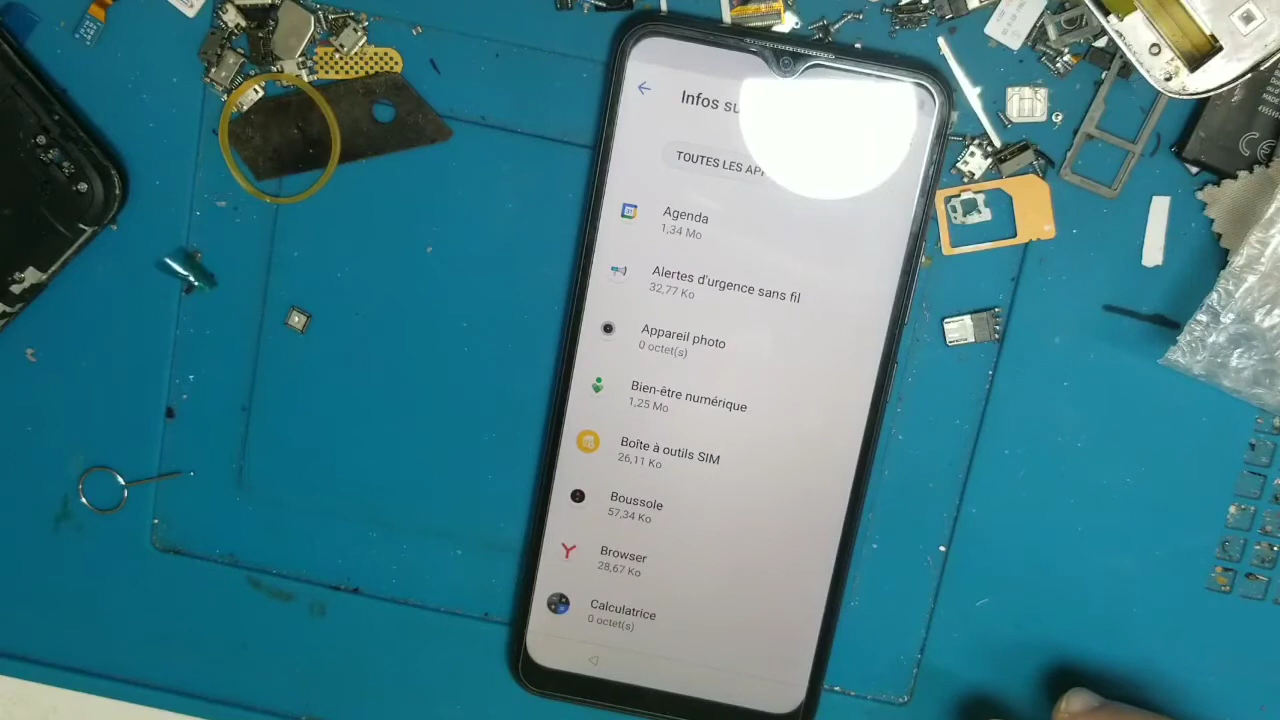 Infos su
TOUTES LES AP
Agenda
1,34 Mo
Alertes d'urgence sans fil
32,77 Ko
Appareil photo
0 octet(s)
Bien-être numérique
1,25 Mo
Boîte à outils SIM
26,11 Ko
Boussole
57,34 Ko
Browser
28,67 Ko
Calculatrice
0 octet(s)